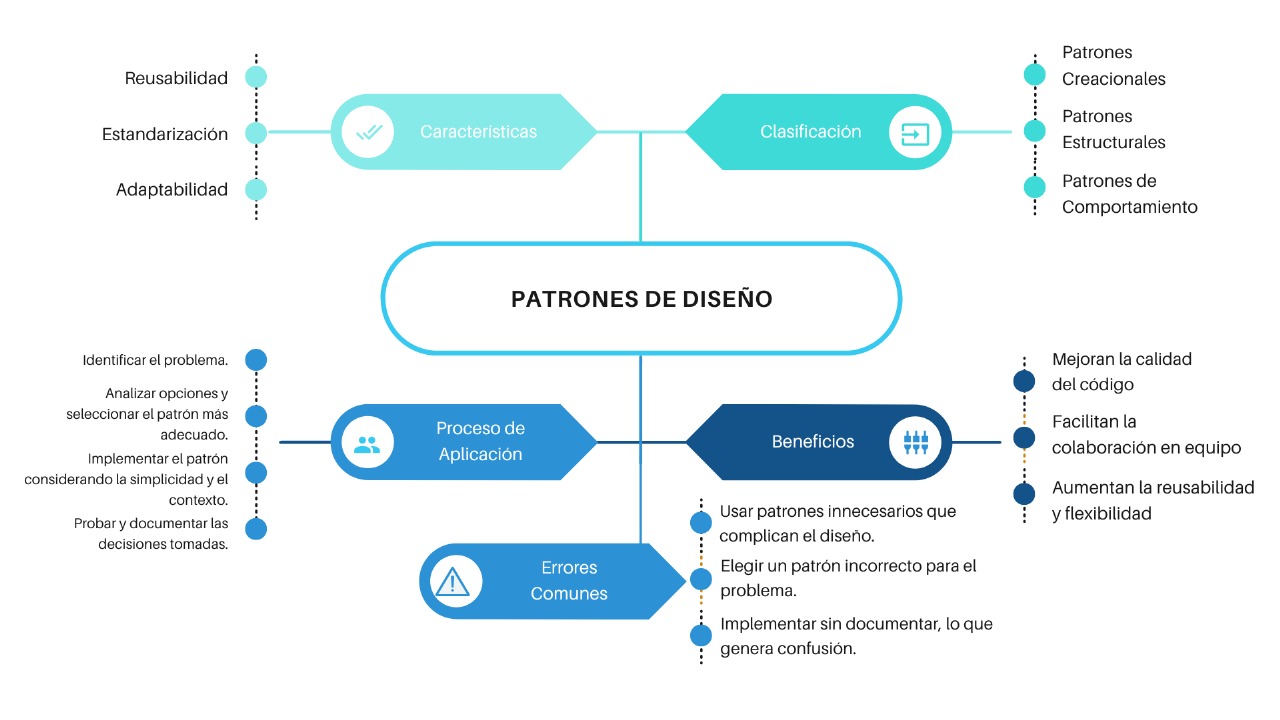 Reusabilidad
Estandarización
Adaptabilidad
Características
Clasificación
Patrones
Creacionales
Patrones
Estructurales
Patrones de
Comportamiento
PATRONES DE DISEÑO
Identificar el problema.
Analizar opciones y
seleccionar el patrón más
adecuado.
Implementar el patrón
considerando la simplicidad y el
contexto.
Probar y documentar las
decisiones tomadas.
Proceso de
Aplicación
Beneficios
Mejoran la calidad
del código
Facilitan la
colaboración en equipo
Aumentan la reusabilidad
y flexibilidad
Errores
Comunes
Usar patrones innecesarios que
complican el diseño.
Elegir un patrón incorrecto para el
problema.
Implementar sin documentar, lo que
genera confusión.